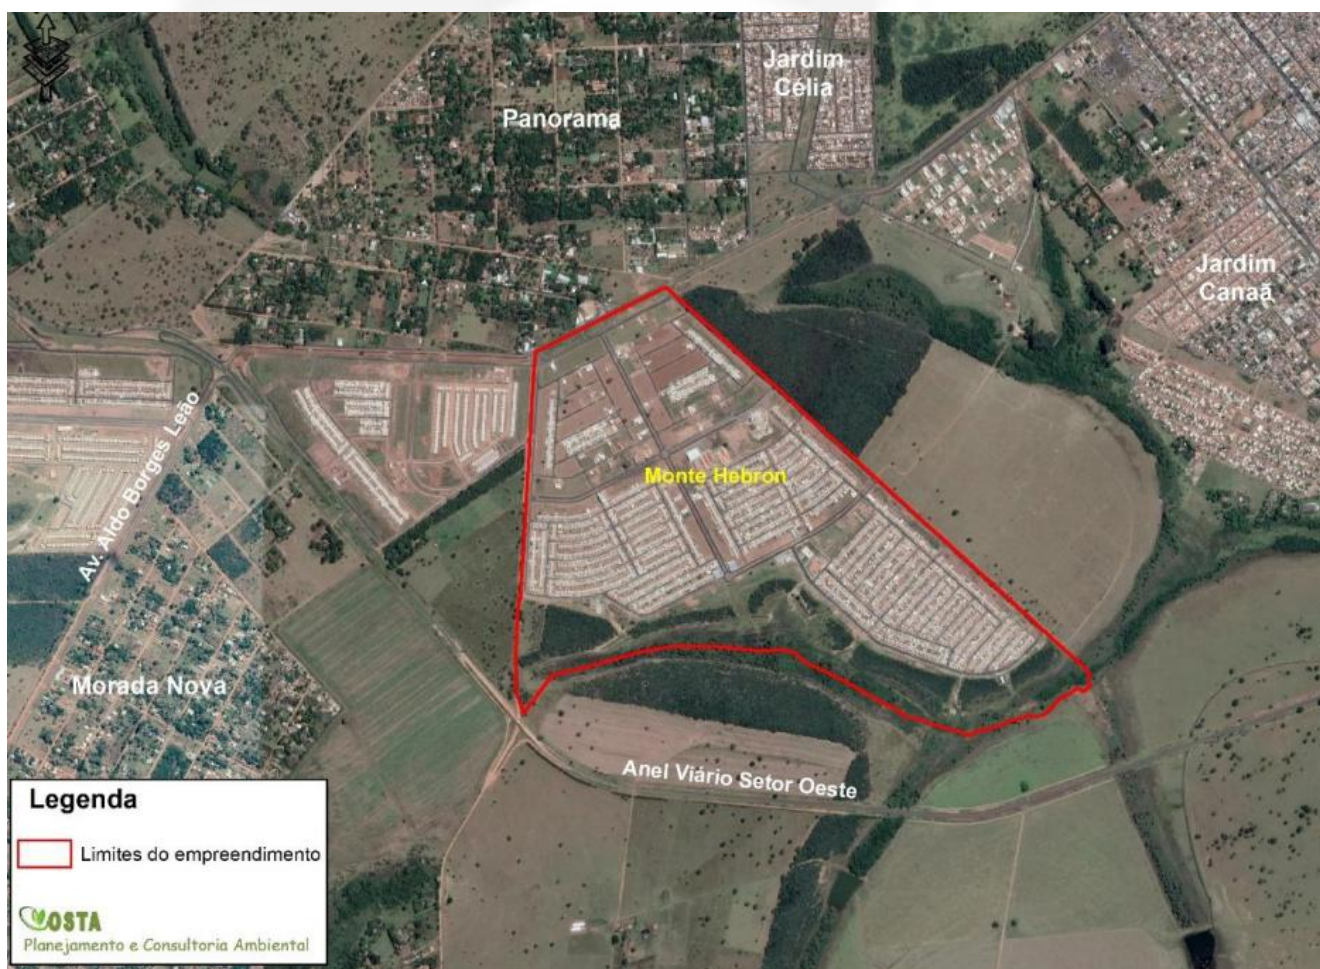 Jardim
Célia
Panorama
Jardim
Canaã
Monte Hebron
Av. Aldo Borges Leão
Morada Nova
Anel Viário Setor Oeste
Legenda
Limites do empreendimento
COSTA
Planejamento e Consultoria Ambiental